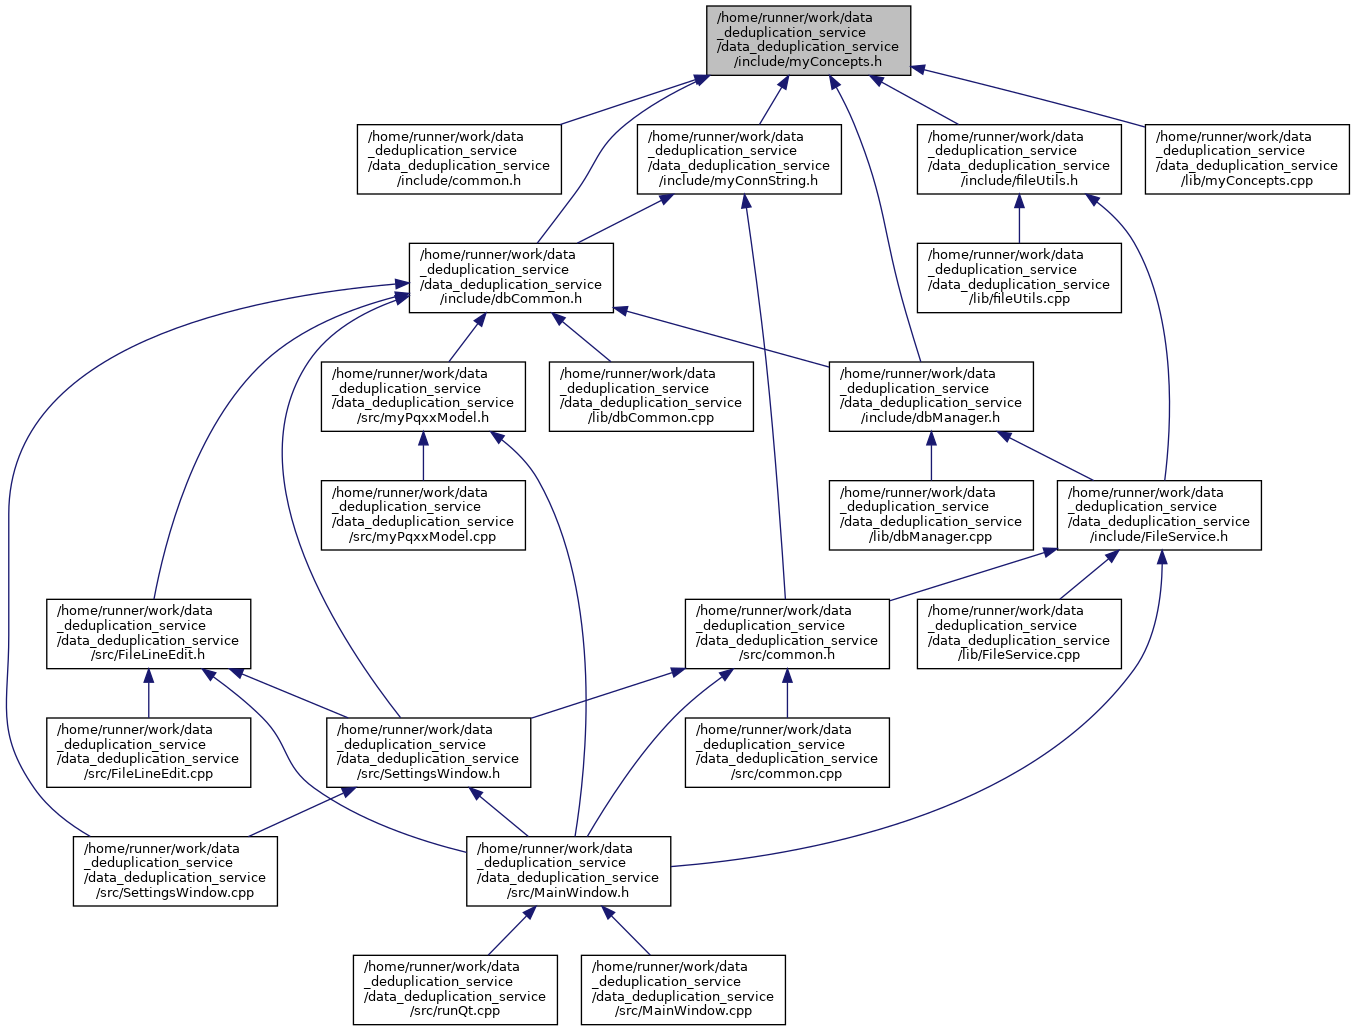 /home/runner/work/data
_deduplication_service
/data_deduplication_service
/include/myConcepts.h
/home/runner/work/data
_deduplication_service
/data_deduplication_service
/include/common.h
/home/runner/work/data
_deduplication_service
/data_deduplication_service
/include/myConnString.h
/home/runner/work/data
_deduplication_service
/data_deduplication_service
/include/fileUtils.h
/home/runner/work/data
_deduplication_service
/data_deduplication_service
/lib/myConcepts.cpp
/home/runner/work/data
_deduplication_service
/data_deduplication_service
/include/dbCommon.h
/home/runner/work/data
_deduplication_service
/data_deduplication_service
/lib/fileUtils.cpp
/home/runner/work/data
_deduplication_service
/data_deduplication_service
/src/myPqxxModel.h
/home/runner/work/data
_deduplication_service
/data_deduplication_service
/lib/dbCommon.cpp
/home/runner/work/data
_deduplication_service
/data_deduplication_service
/include/dbManager.h
/home/runner/work/data
_deduplication_service
/data_deduplication_service
/src/myPqxxModel.cpp
/home/runner/work/data
_deduplication_service
/data_deduplication_service
/lib/dbManager.cpp
/home/runner/work/data
_deduplication_service
/data_deduplication_service
/include/FileService.h
/home/runner/work/data
_deduplication_service
/data_deduplication_service
/src/FileLineEdit.h
/home/runner/work/data
_deduplication_service
/data_deduplication_service
/src/common.h
/home/runner/work/data
_deduplication_service
/data_deduplication_service
/lib/FileService.cpp
/home/runner/work/data
_deduplication_service
/data_deduplication_service
/src/FileLineEdit.cpp
/home/runner/work/data
_deduplication_service
/data_deduplication_service
/src/SettingsWindow.h
/home/runner/work/data
_deduplication_service
/data_deduplication_service
/src/common.cpp
/home/runner/work/data
_deduplication_service
/data_deduplication_service
/src/SettingsWindow.cpp
/home/runner/work/data
_deduplication_service
/data_deduplication_service
/src/MainWindow.h
/home/runner/work/data
_deduplication_service
/data_deduplication_service
/src/runQt.cpp
/home/runner/work/data
_deduplication_service
/data_deduplication_service
/src/MainWindow.cpp